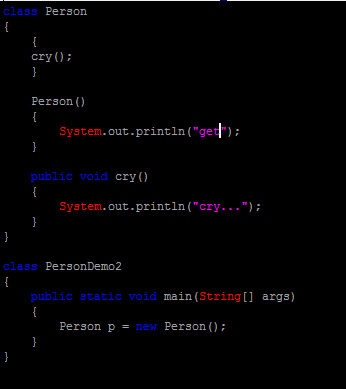 class Person
{
{
cry();
}
Person()
{
System.out.println("get");
}
public void cry()
{
System.out.println("cry...");
}
}
class PersonDemo2
{
public static void main(String[] args)
{
Person p = new Person();
}
}